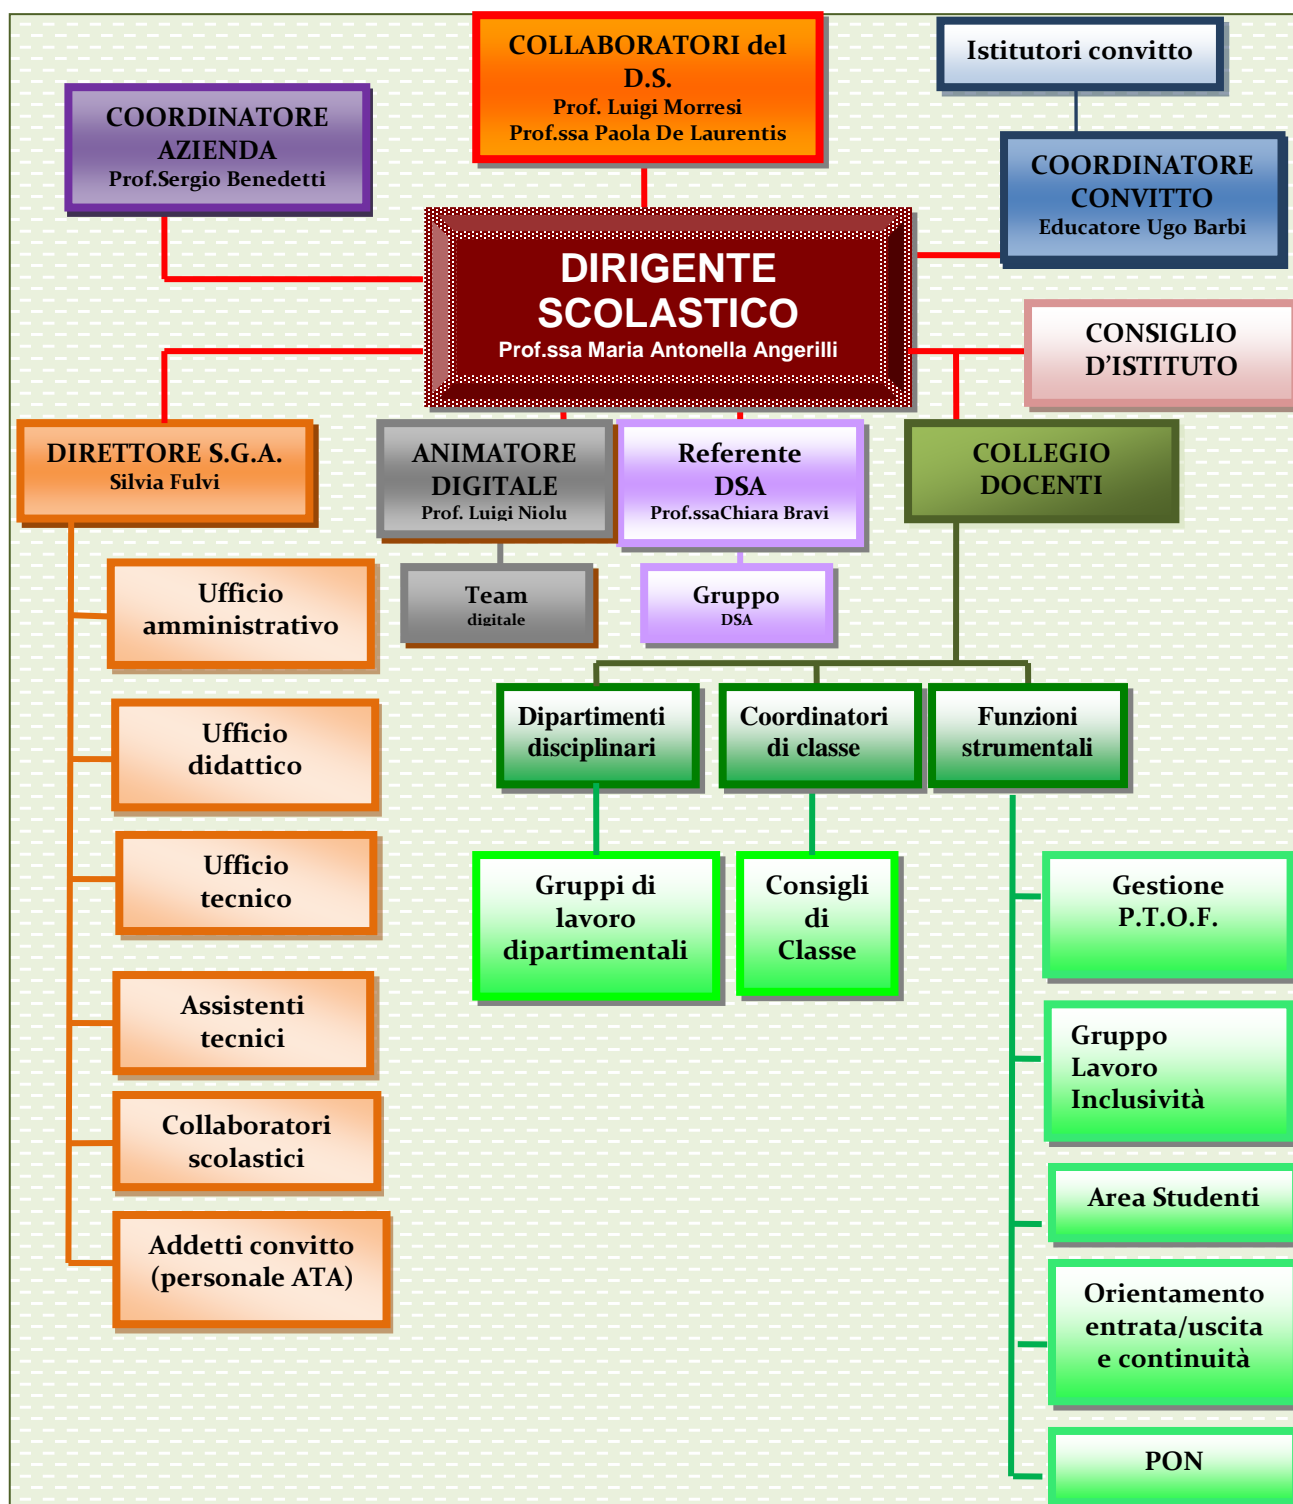 COLLABORATORI del
D.S.
Prof. Luigi Morresi
Prof.ssa Paola De Laurentis
Istitutori convitto
COORDINATORE
AZIENDA
Prof.Sergio Benedetti
COORDINATORE
CONVITTO
Educatore Ugo Barbi
DIRIGENTE
SCOLASTICO
Prof.ssa Maria Antonella Angerilli
CONSIGLIO
D'ISTITUTO
DIRETTORE S.G.A.
Silvia Fulvi
ANIMATORE
DIGITALE
Prof. Luigi Niolu
Referente
DSA
Prof.ssaChiara Bravi
COLLEGIO
DOCENTI
Team
digitale
Gruppo
DSA
Ufficio
amministrativo
Ufficio
didattico
Ufficio
tecnico
Assistenti
tecnici
Collaboratori
scolastici
Addetti convitto
(personale ATA)
Dipartimenti
disciplinari
Coordinatori
di classe
Funzioni
strumentali
Gruppi di
lavoro
dipartimentali
Consigli
di
Classe
Gestione
P.T.O.F.
Gruppo
Lavoro
Inclusività
Area Studenti
Orientamento
entrata/uscita
e continuità
PON